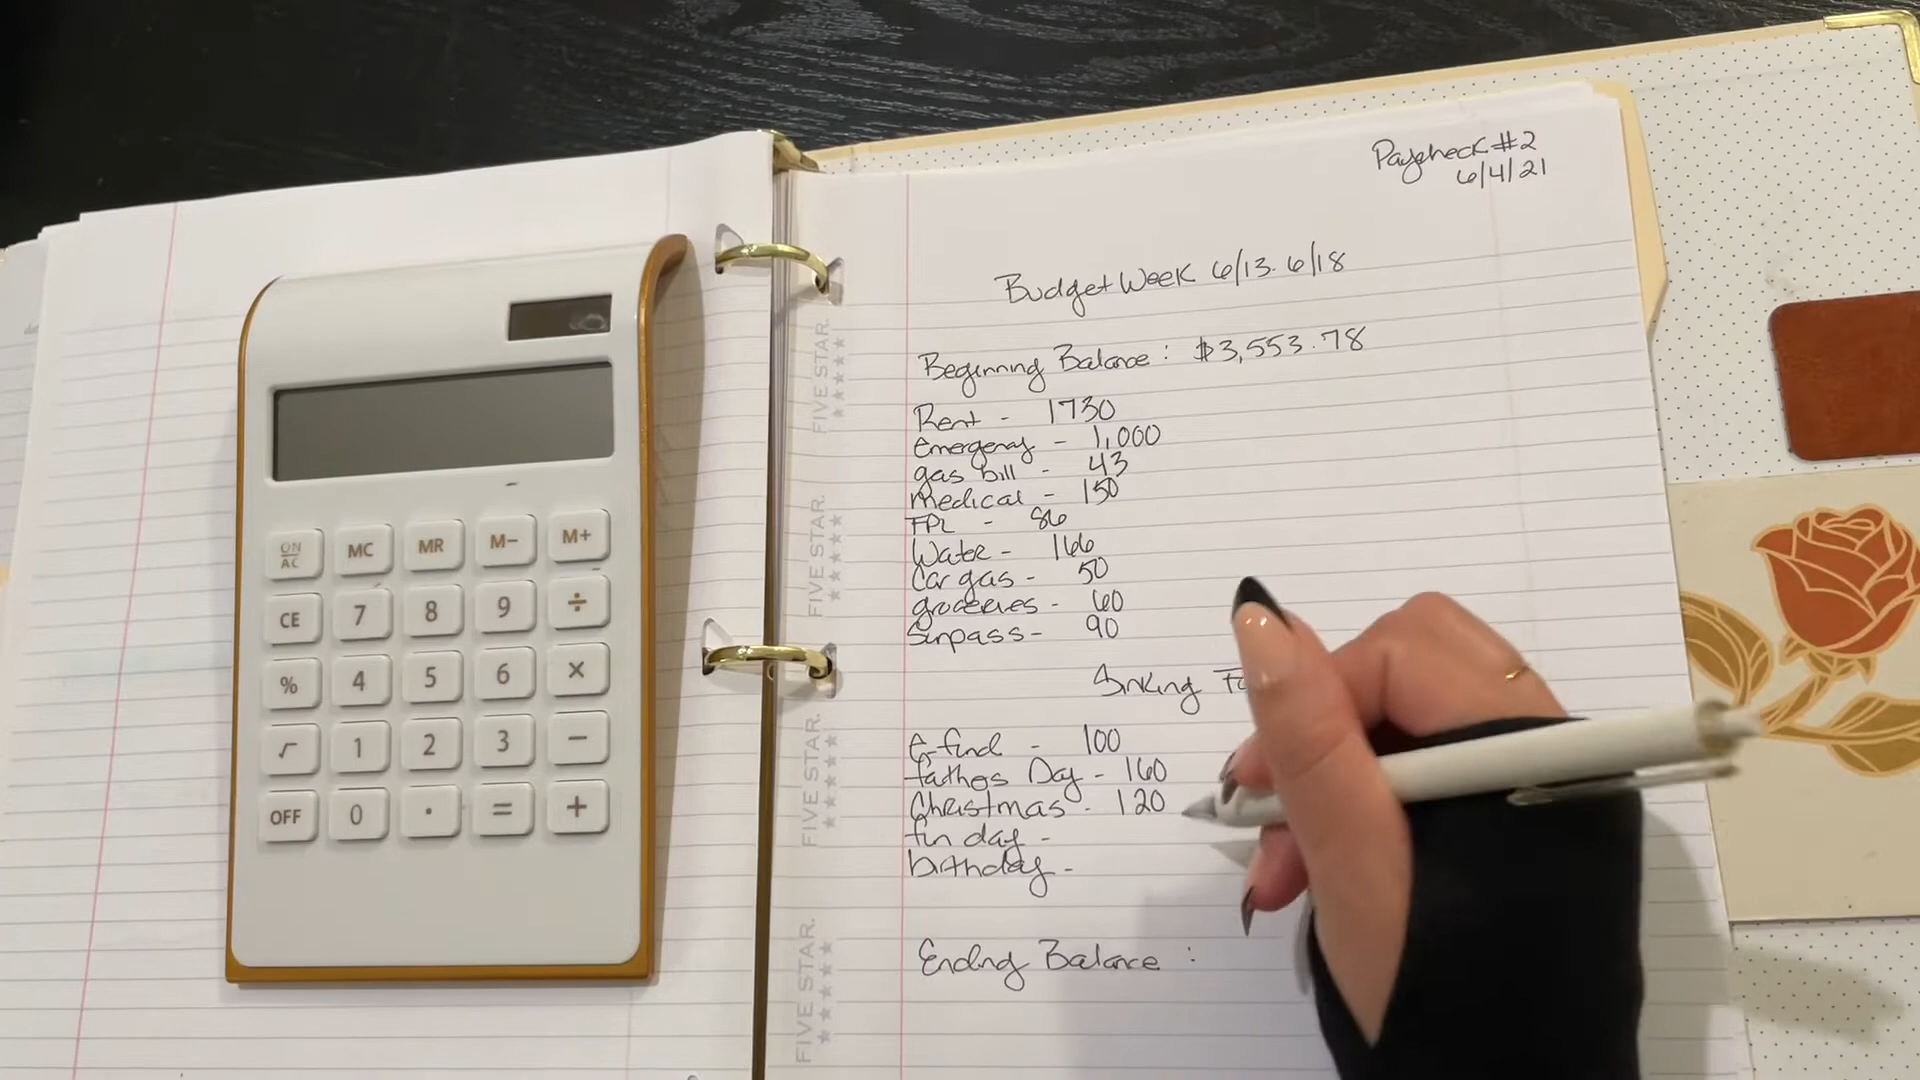 Paycheck #2
6/4/21
Budget Week 6/13. 6/18
Beginning Balance: $3,553.78
Rent - 1730
emergency - 1,000
gas bill - 43
medical - 150
FPL - 86
Water - 166
Car gas - 50
groceries - 60
Sunpass - 90
Sinking
e-fund - 100
fathers Day - 160
Christmas - 120
fun day -
birthday -
Ending Balance :
FIVE STAR.
FIVE STAR.
FIVE STAR.
FIVE STAR.
ON
AC
MC
MR
M−
M+
CE
7
8
9
÷
%
4
5
6
×
√
1
2
3
−
OFF
0
.
=
+